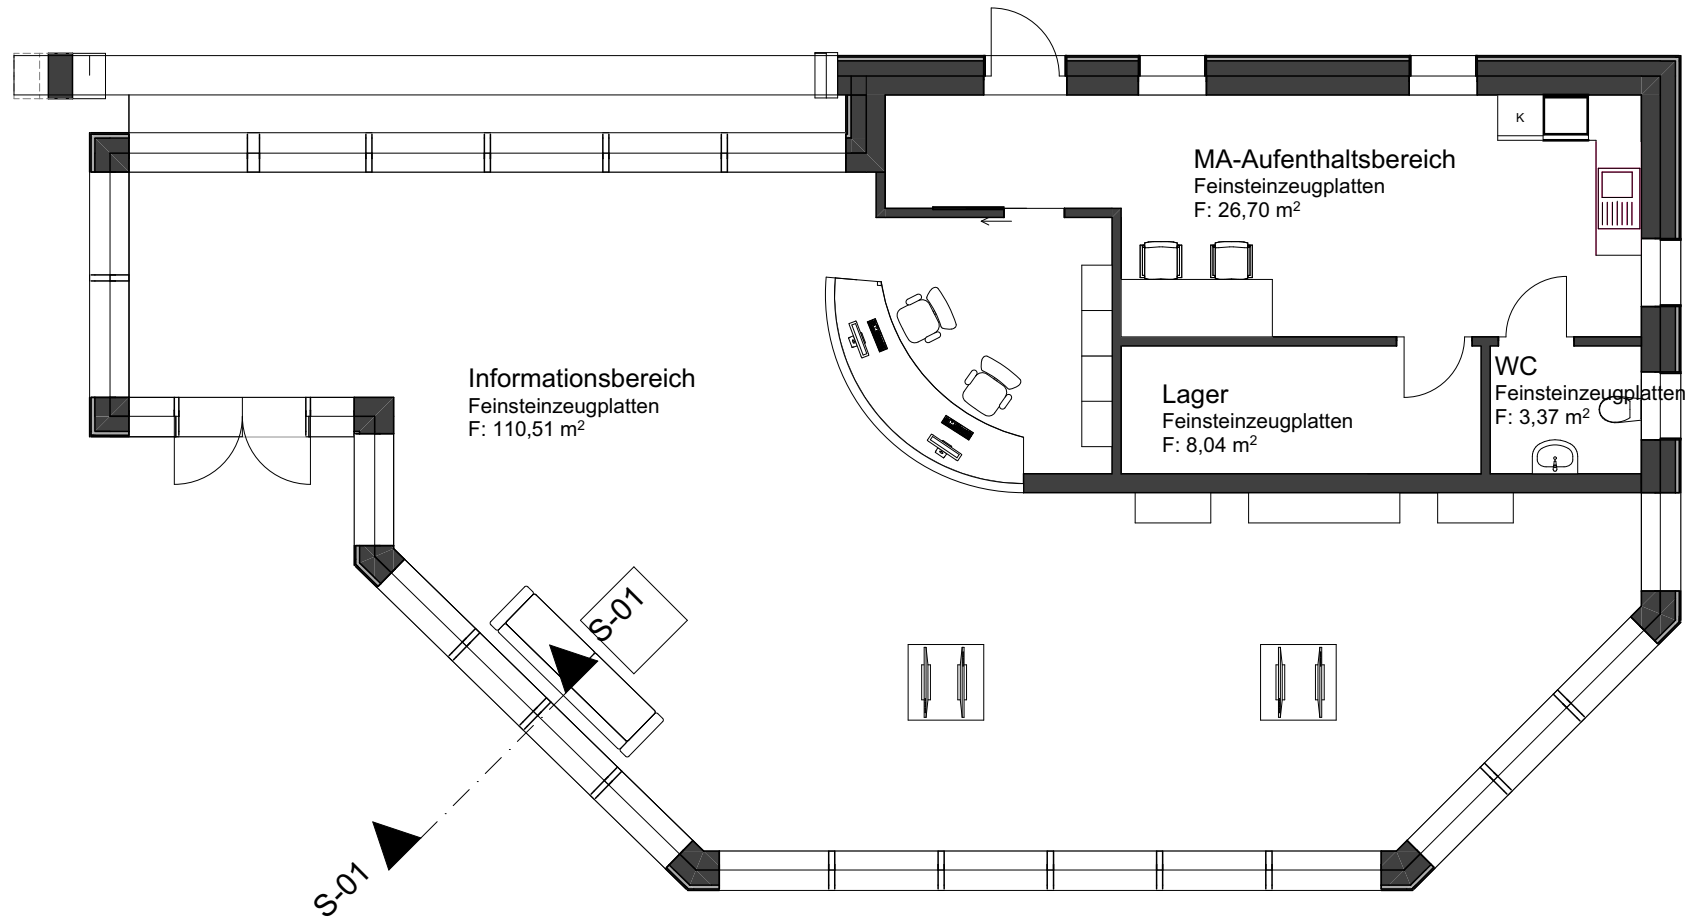 K
MA-Aufenthaltsbereich
Feinsteinzeugplatten
F: 26,70 m²
Informationsbereich
Feinsteinzeugplatten
F: 110,51 m²
Lager
Feinsteinzeugplatten
F: 8,04 m²
WC
Feinsteinzeugplatten
F: 3,37 m²
S-01
S-01